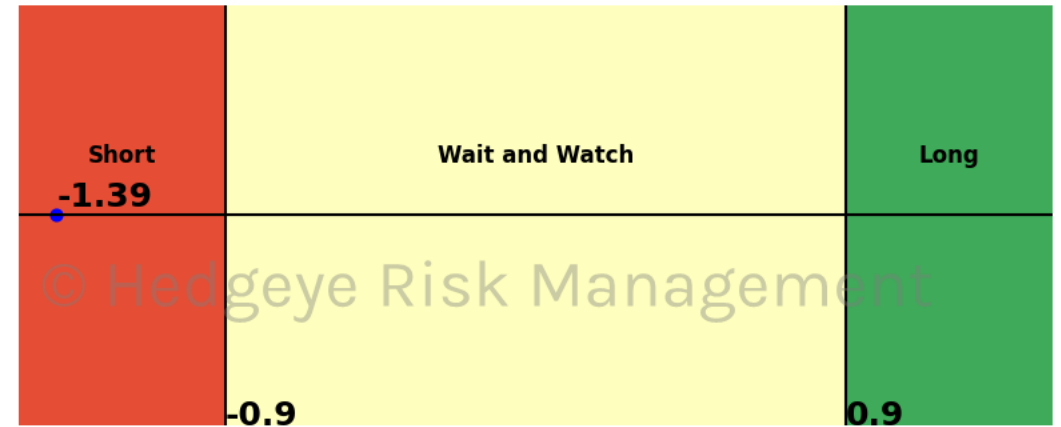 Short
Wait and Watch
Long
-1.39
© Hedgeye Risk Management
-0.9
0.9